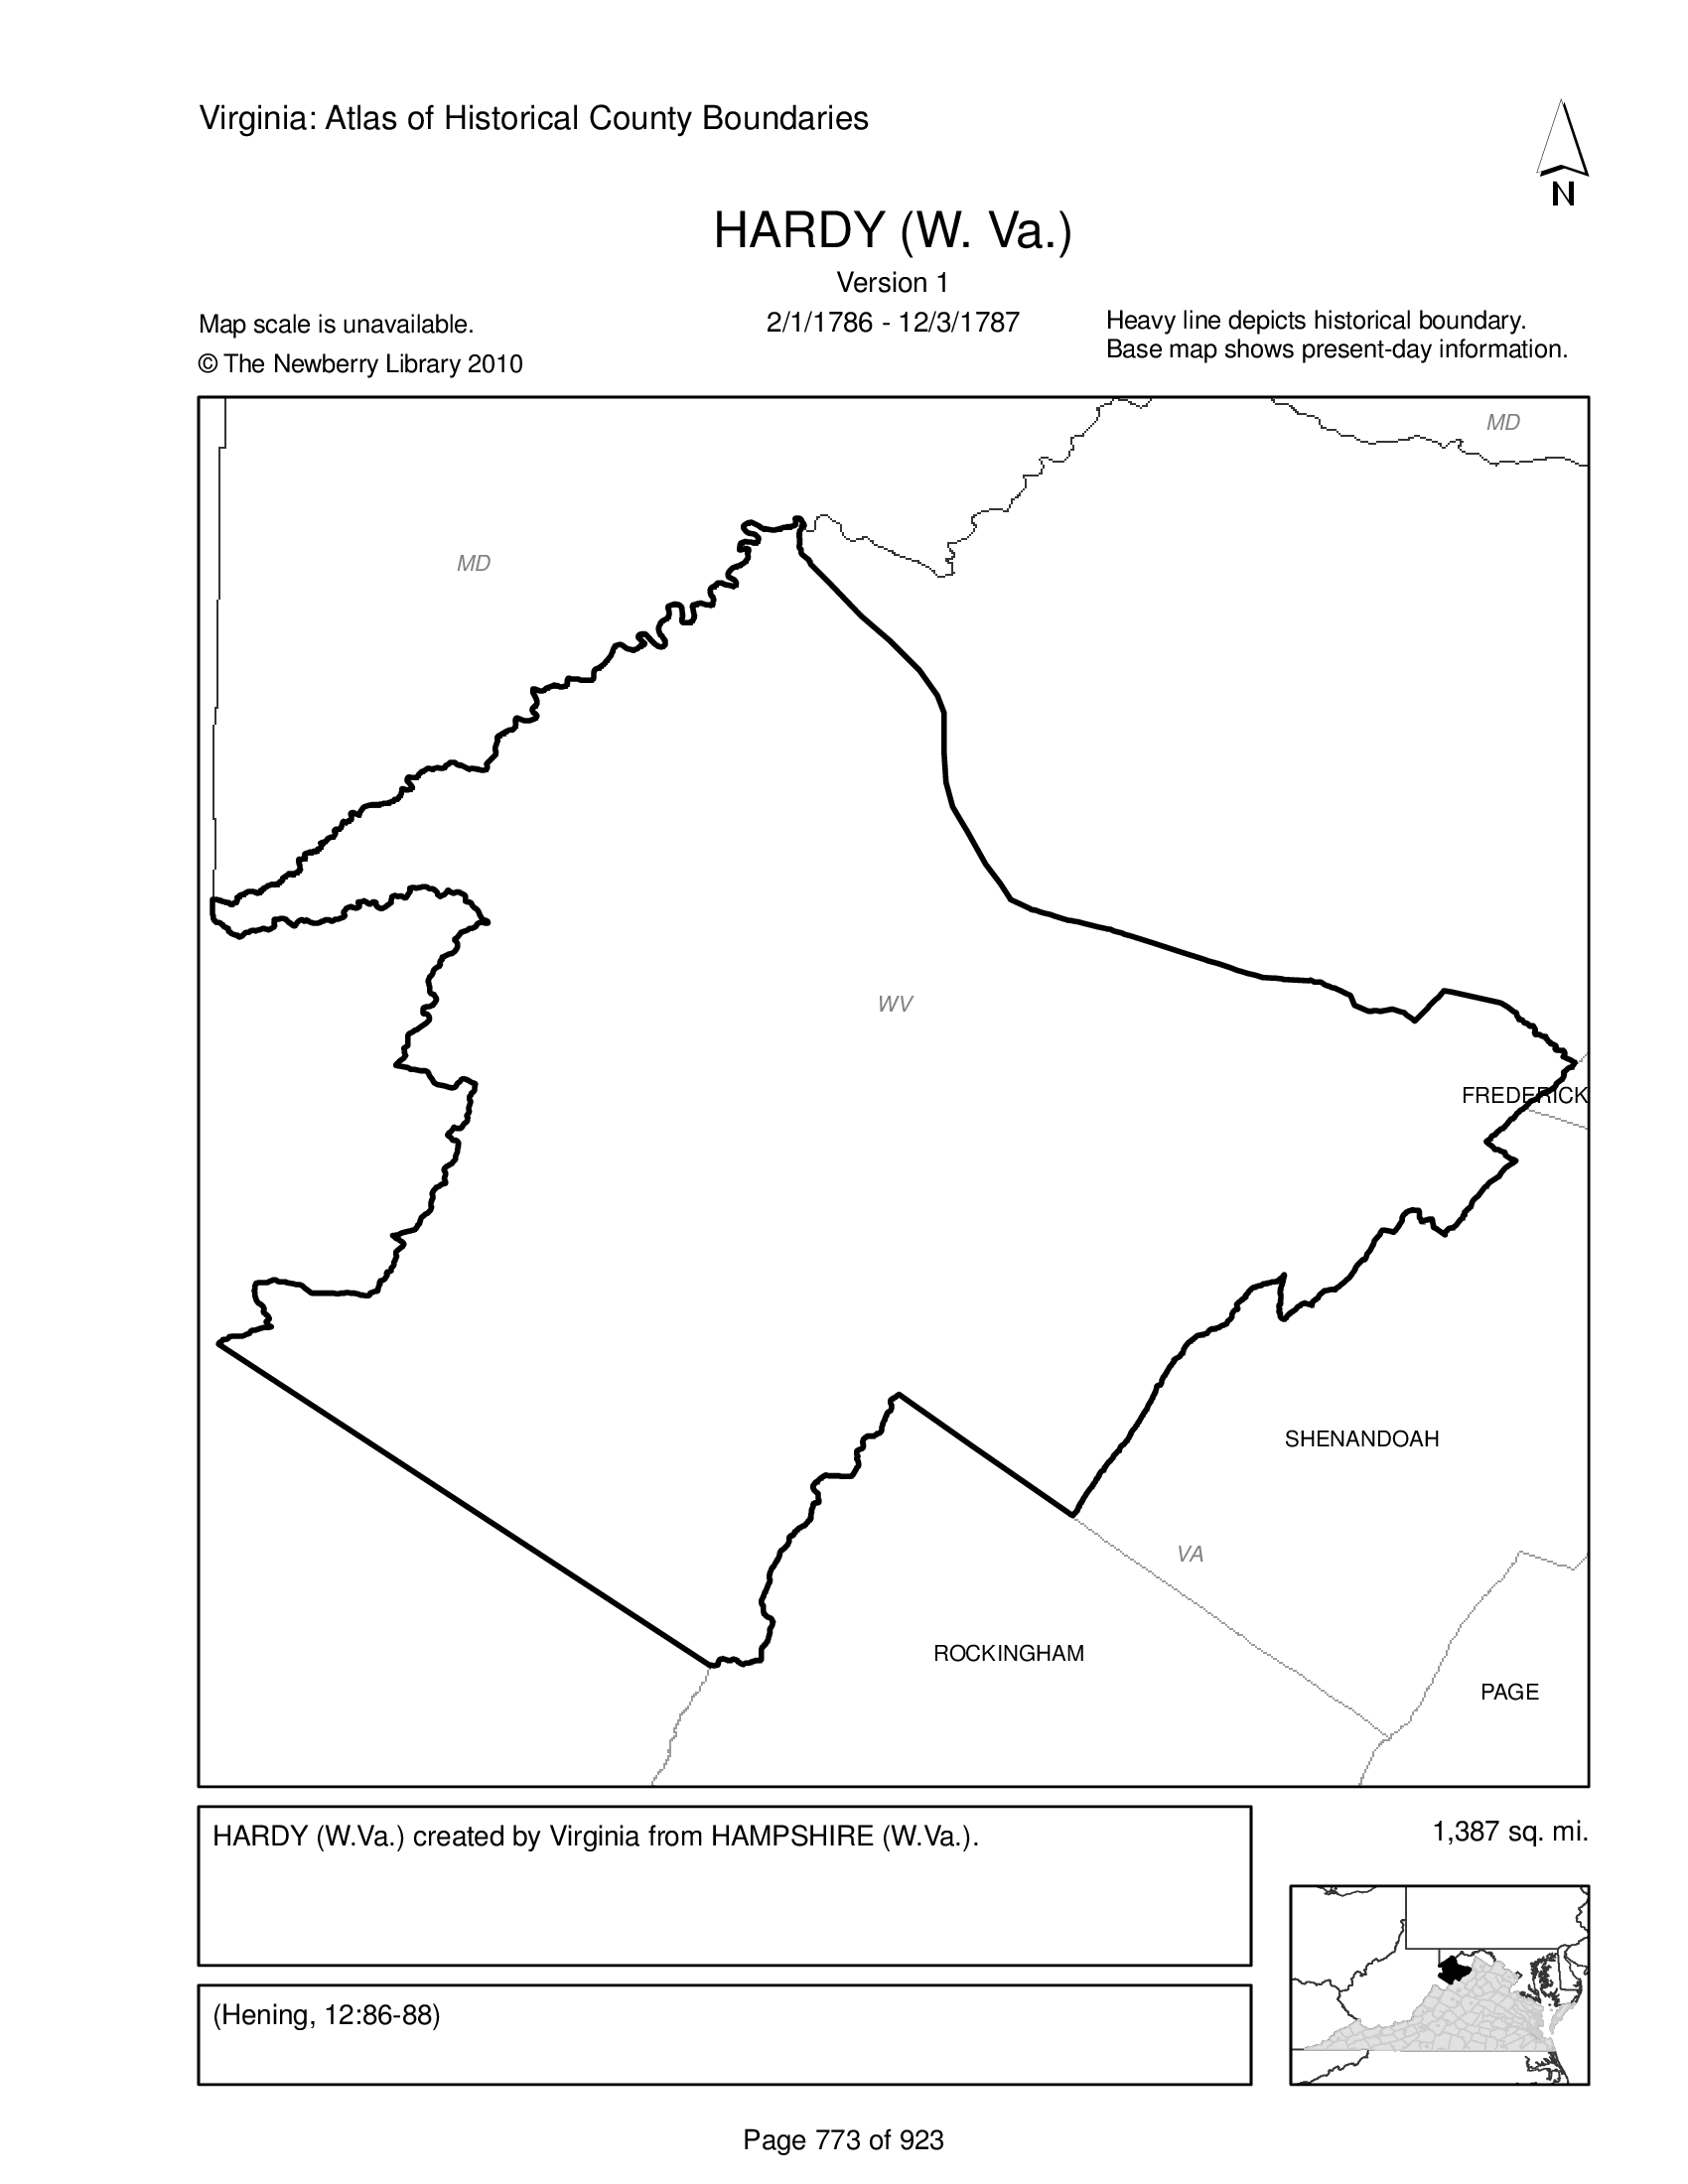 Virginia: Atlas of Historical County Boundaries
N
HARDY (W. Va.)
Version 1
2/1/1786 - 12/3/1787
Map scale is unavailable.
© The Newberry Library 2010
Heavy line depicts historical boundary.
Base map shows present-day information.
MD
MD
WV
FREDERICK
SHENANDOAH
VA
ROCKINGHAM
PAGE
HARDY (W.Va.) created by Virginia from HAMPSHIRE (W.Va.).
1,387 sq. mi.
(Hening, 12:86-88)
Page 773 of 923